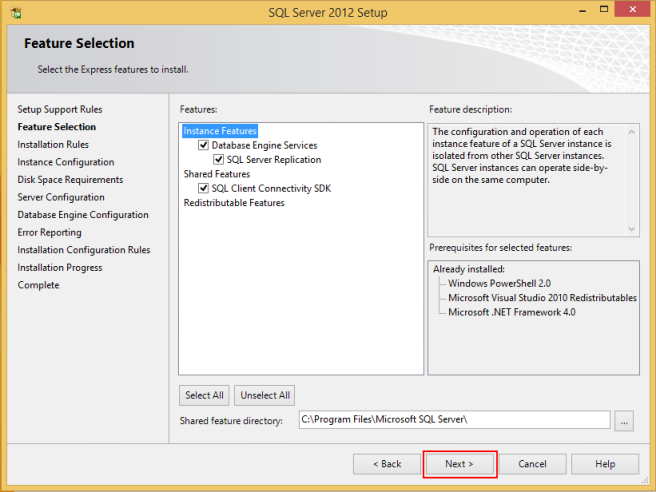 SQL Server 2012 Setup
Feature Selection
Select the Express features to install.
Setup Support Rules
Feature Selection
Installation Rules
Instance Configuration
Disk Space Requirements
Server Configuration
Database Engine Configuration
Error Reporting
Installation Configuration Rules
Installation Progress
Complete
Features:
Instance Features
Database Engine Services
SQL Server Replication
Shared Features
SQL Client Connectivity SDK
Redistributable Features
Feature description:
The configuration and operation of each
instance feature of a SQL Server instance is
isolated from other SQL Server instances.
SQL Server instances can operate side-by-
side on the same computer.
Prerequisites for selected features:
Already installed:
Windows PowerShell 2.0
Microsoft Visual Studio 2010 Redistributables
Microsoft .NET Framework 4.0
Select All
Unselect All
Shared feature directory:
C:\Program Files\Microsoft SQL Server\
...
< Back
Next >
Cancel
Help